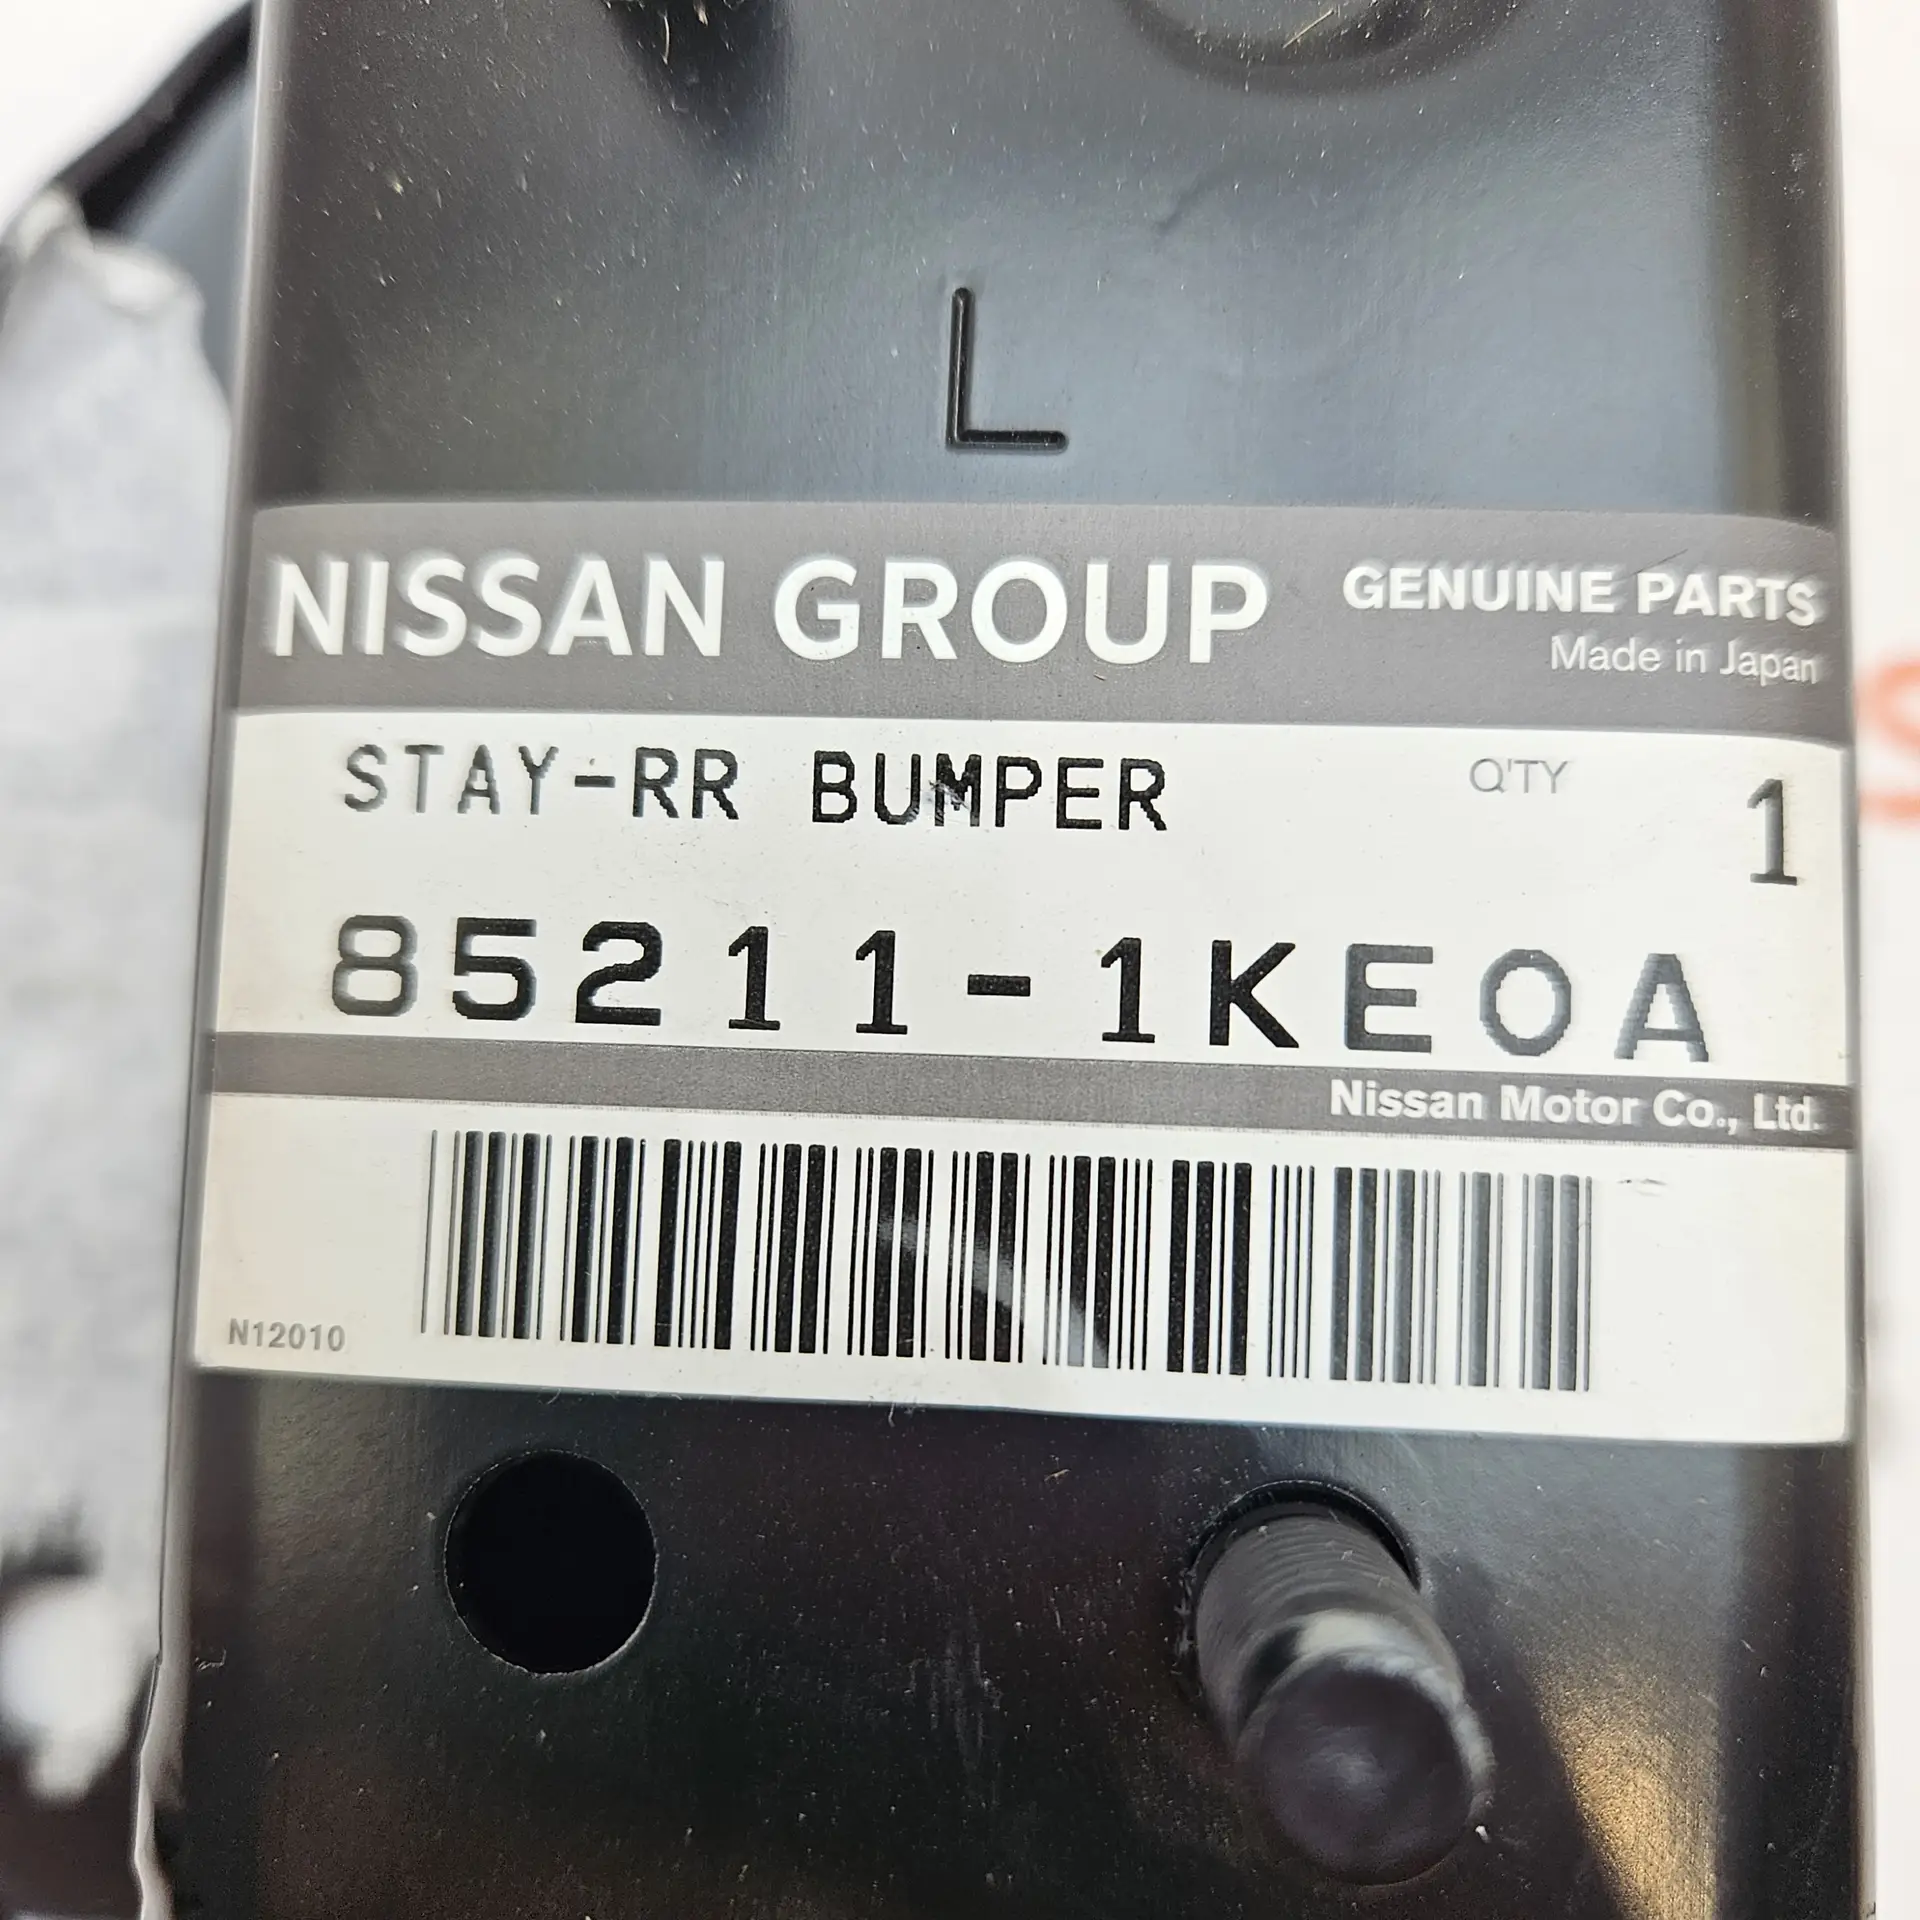 L
NISSAN GROUP GENUINE PARTS
Made in Japan
STAY-RR BUMPER Q'TY 1
85211-1KE0A
Nissan Motor Co., Ltd.
N12010